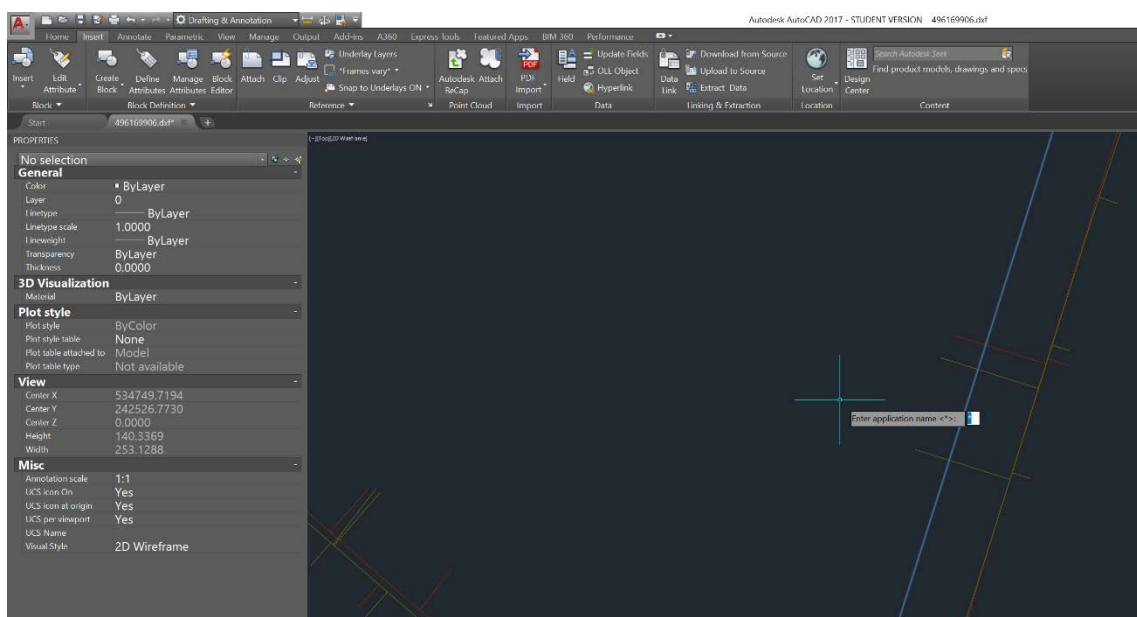 Drafting & Annotation
Autodesk AutoCAD 2017 - STUDENT VERSION 496169906.dxf
Home Insert Annotate Parametric View Manage Output Add-ins A360 Express Tools Featured Apps BIM 360 Performance
Insert Edit Attribute Create Block Define Attributes Manage Attributes Block Editor Attach Clip Adjust
Underlay Layers
*Frames vary*
Snap to Underlays ON
Autodesk ReCap Attach PDF Import Field
Update Fields
OLE Object
Hyperlink
Data Link
Download from Source
Upload to Source
Extract Data
Set Location Design Center
Search Autodesk Seek
Find product models, drawings and specs
Block Block Definition Reference Point Cloud Import Data Linking & Extraction Location Content
Start 496169906.dxf* +
PROPERTIES
[-][Top][2D Wireframe]
No selection
General
Color ByLayer
Layer 0
Linetype ByLayer
Linetype scale 1.0000
Lineweight ByLayer
Transparency ByLayer
Thickness 0.0000
3D Visualization
Material ByLayer
Plot style
Plot style ByColor
Plot style table None
Plot table attached to Model
Plot table type Not available
View
Center X 534749.7194
Center Y 242526.7730
Center Z 0.0000
Height 140.3369
Width 253.1288
Misc
Annotation scale 1:1
UCS icon On Yes
UCS icon at origin Yes
UCS per viewport Yes
UCS Name
Visual Style 2D Wireframe
Enter application name <*>: *